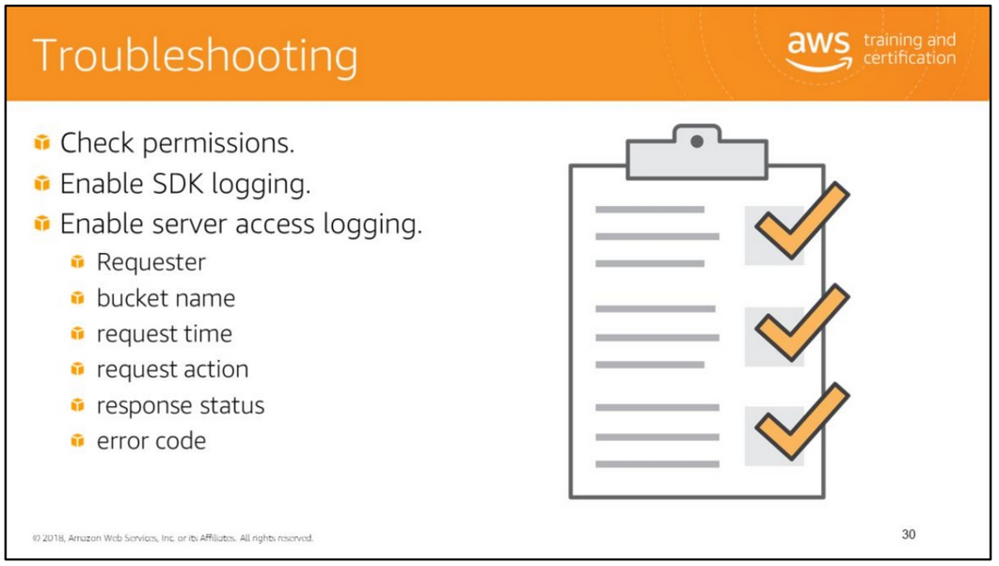 Troubleshooting
aws training and
certification
Check permissions.
Enable SDK logging.
Enable server access logging.
Requester
bucket name
request time
request action
response status
error code
© 2018, Amazon Web Services, Inc. or its Affiliates. All rights reserved.
30